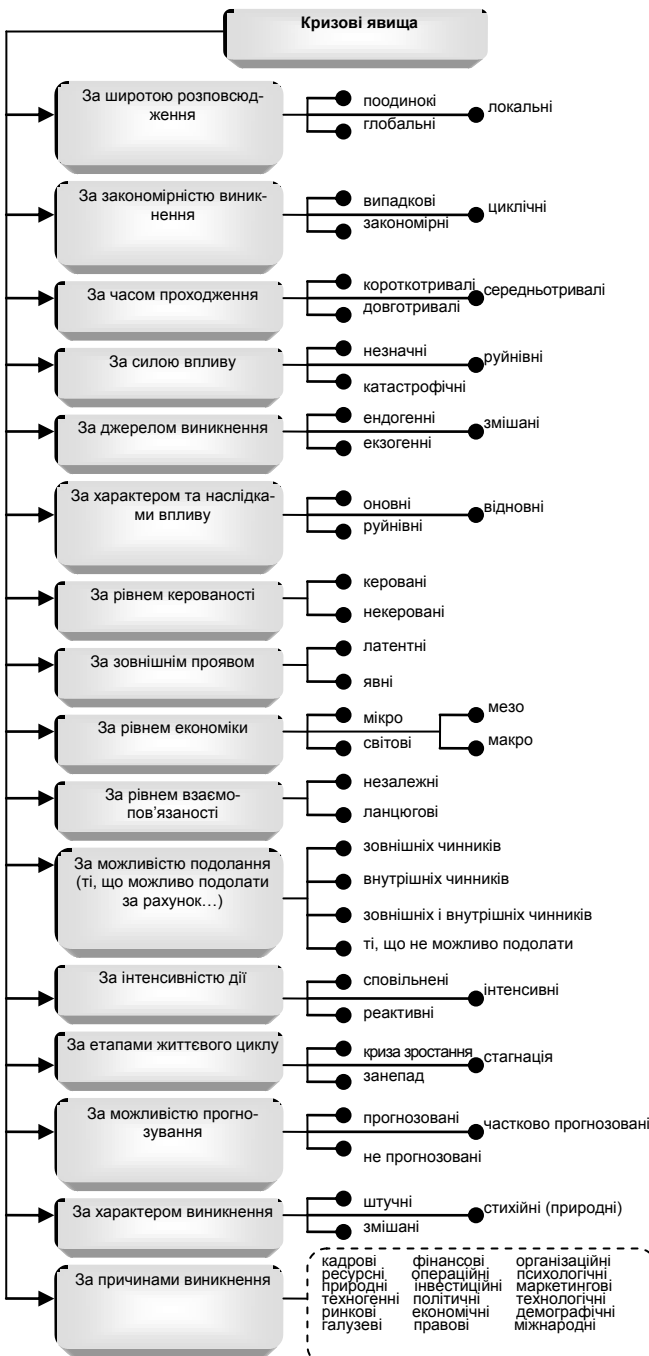 Кризові явища
За широтою розповсюд-
ження
поодинокі
глобальні
локальні
За закономірністю виник-
нення
випадкові
закономірні
циклічні
За часом проходження
короткотривалі
довготривалі
середньотривалі
За силою впливу
незначні
катастрофічні
руйнівні
За джерелом виникнення
ендогенні
екзогенні
змішані
За характером та наслідка-
ми впливу
оновні
руйнівні
відновні
За рівнем керованості
керовані
некеровані
За зовнішнім проявом
латентні
явні
За рівнем економіки
мікро
світові
мезо
макро
За рівнем взаємо-
пов’язаності
незалежні
ланцюгові
За можливістю подолання
(ті, що можливо подолати
за рахунок…)
зовнішніх чинників
внутрішніх чинників
зовнішніх і внутрішніх чинників
ті, що не можливо подолати
За інтенсивністю дії
сповільнені
реактивні
інтенсивні
За етапами життєвого циклу
криза зростання
занепад
стагнація
За можливістю прогно-
зування
прогнозовані
не прогнозовані
частково прогнозовані
За характером виникнення
штучні
змішані
стихійні (природні)
За причинами виникнення
кадрові фінансові організаційні
ресурсні операційні психологічні
природні інвестиційні маркетингові
техногенні політичні технологічні
ринкові економічні демографічні
галузеві правові міжнародні